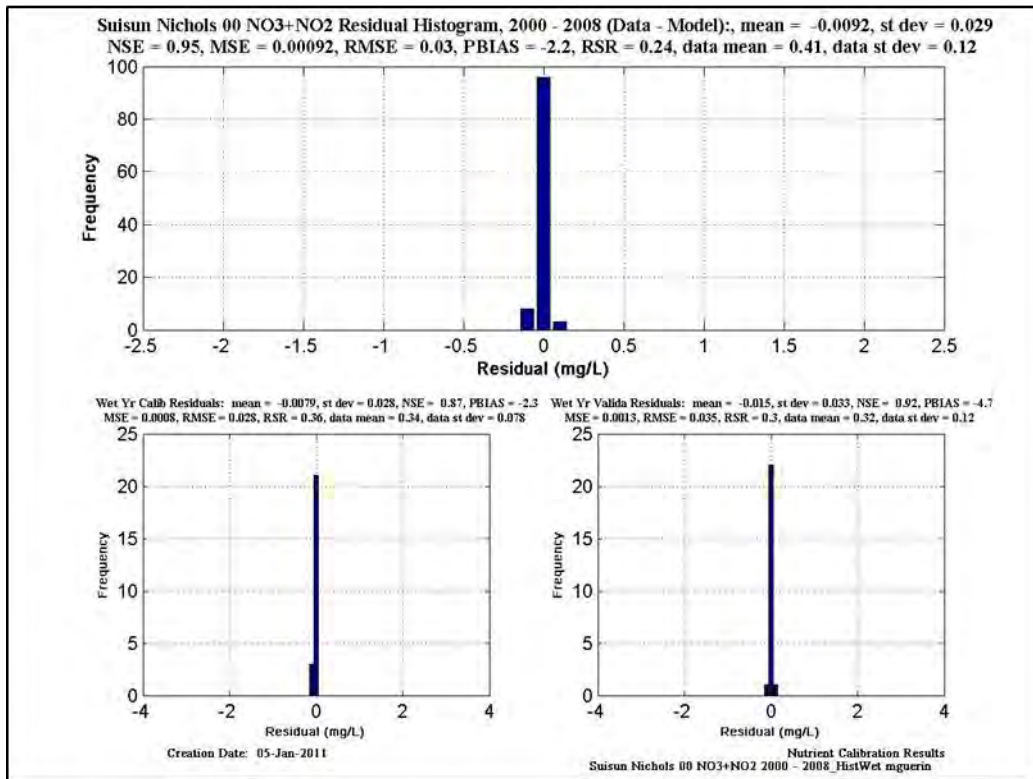 Suisun Nichols 00 NO3+NO2 Residual Histogram, 2000 - 2008 (Data - Model):, mean = -0.0092, st dev = 0.029
NSE = 0.95, MSE = 0.00092, RMSE = 0.03, PBIAS = -2.2, RSR = 0.24, data mean = 0.41, data st dev = 0.12
100
80
60
40
20
0
Frequency
-2.5 -2 -1.5 -1 -0.5 0 0.5 1 1.5 2 2.5
Residual (mg/L)
Wet Yr Calib Residuals: mean = -0.0079, st dev = 0.028, NSE = 0.87, PBIAS = -2.3
MSE = 0.0008, RMSE = 0.028, RSR = 0.36, data mean = 0.34, data st dev = 0.078
25
20
15
10
5
0
Frequency
-4 -2 0 2 4
Residual (mg/L)
Wet Yr Valida Residuals: mean = -0.015, st dev = 0.033, NSE = 0.92, PBIAS = -4.7
MSE = 0.0013, RMSE = 0.035, RSR = 0.3, data mean = 0.32, data st dev = 0.12
25
20
15
10
5
0
Frequency
-4 -2 0 2 4
Residual (mg/L)
Creation Date: 05-Jan-2011
Nutrient Calibration Results
Suisun Nichols 00 NO3+NO2 2000 - 2008_HistWet mguerin